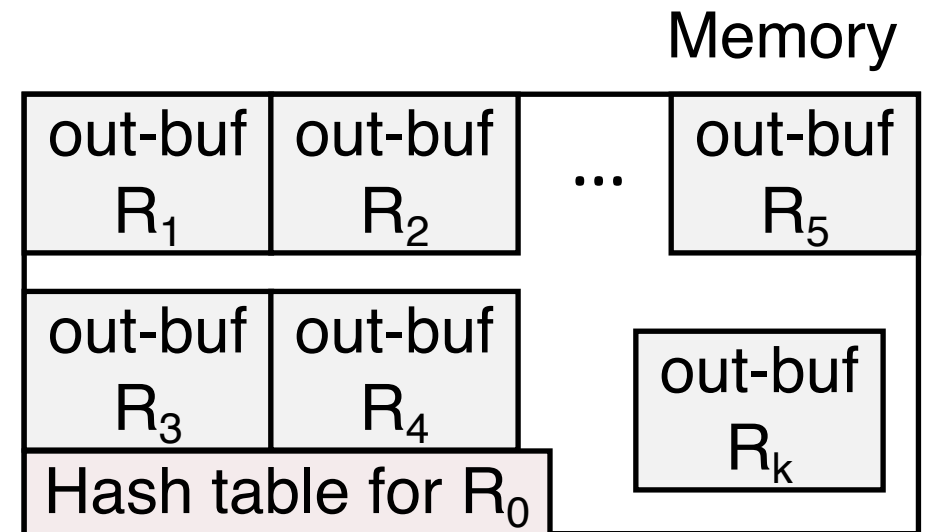 Memory
out-buf
R₁
out-buf
R₂
...
out-buf
R₅
out-buf
R₃
out-buf
R₄
out-buf
Rₖ
Hash table for R₀